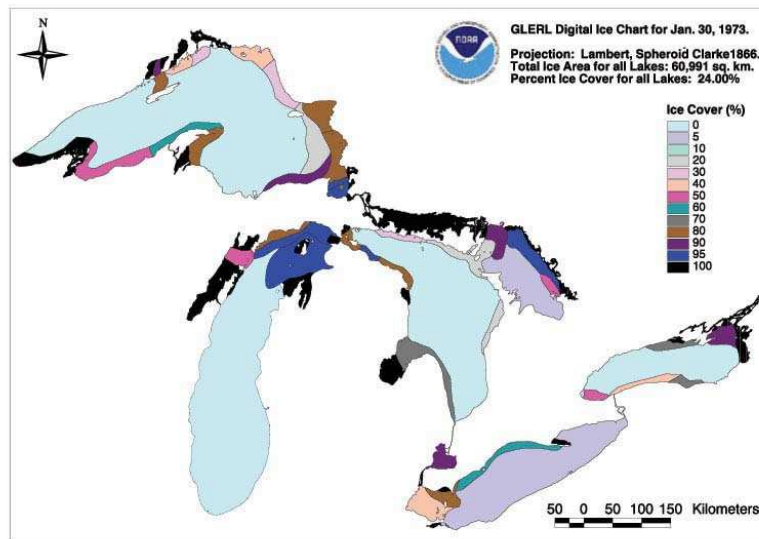 N
NOAA
GLERL Digital Ice Chart for Jan. 30, 1973.
Projection: Lambert, Spheroid Clarke1866.
Total Ice Area for all Lakes: 60,991 sq. km.
Percent Ice Cover for all Lakes: 24.00%
Ice Cover (%)
0
5
10
20
30
40
50
60
70
80
90
95
100
50 0 50 100 150 Kilometers